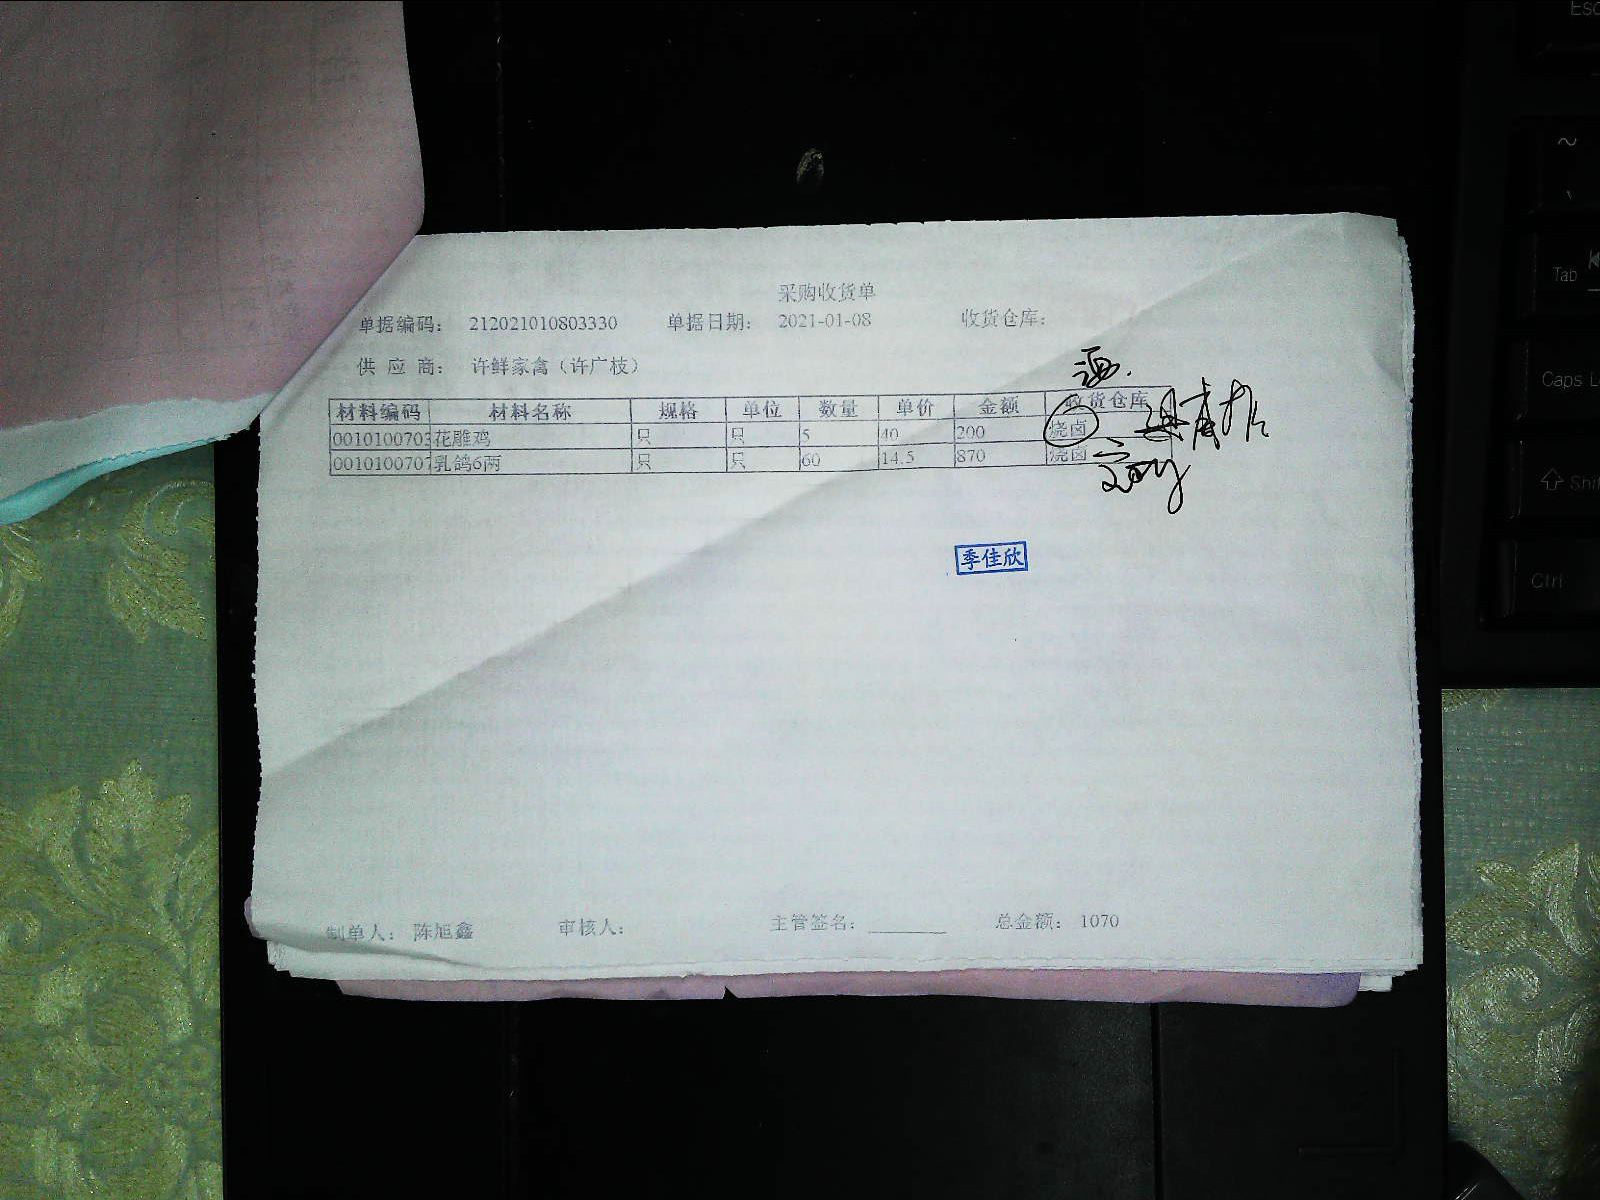 采购收货单
单据编码： 212021010803330 单据日期： 2021-01-08 收货仓库：
供 应 商： 许鲜家禽（许广枝）
材料编码 材料名称 规格 单位 数量 单价 金额 收货仓库
0010100703 花雕鸡 只 只 5 40 200 烧卤
0010100707 乳鸽6两 只 只 60 14.5 870 烧卤
季佳欣
制单人： 陈旭鑫 审核人： 主管签名： 总金额： 1070
Esc
~
Tab
Caps L
Shif
Ctrl